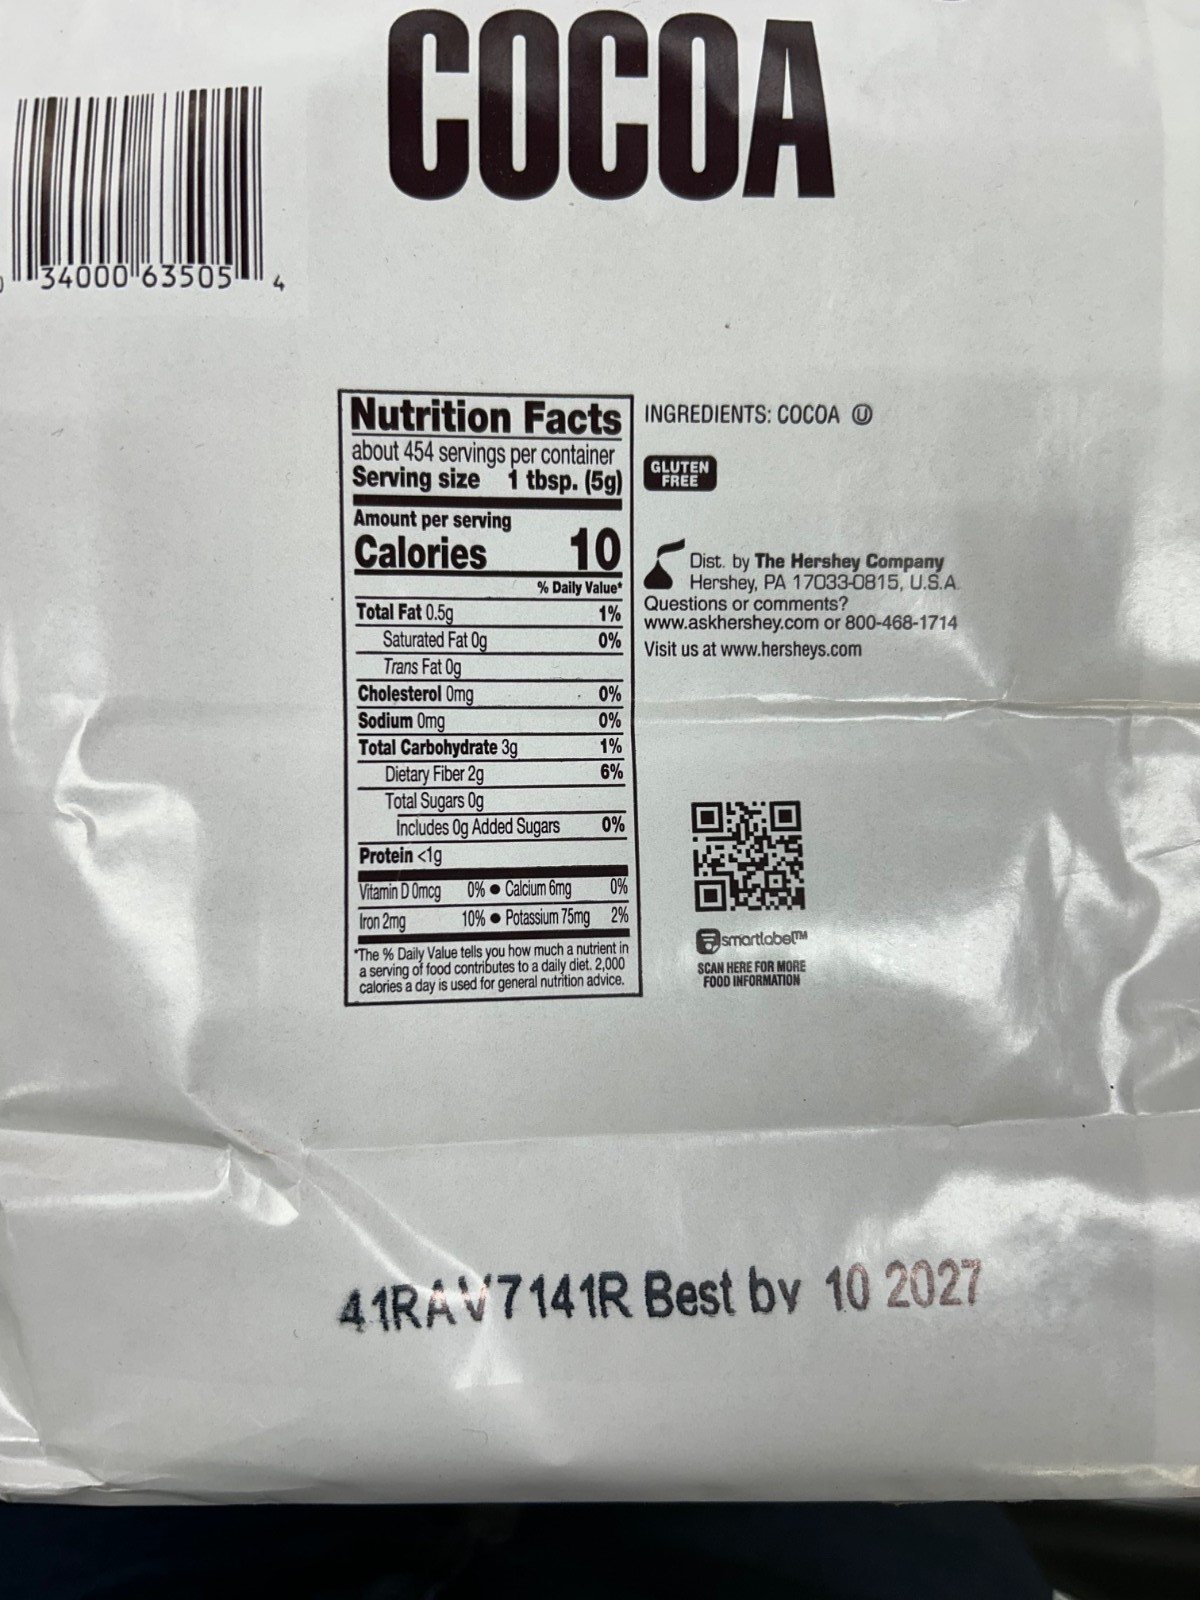 COCOA
34000 63505 4
Nutrition Facts
about 454 servings per container
Serving size 1 tbsp. (5g)
Amount per serving
Calories 10
% Daily Value*
Total Fat 0.5g 1%
Saturated Fat 0g 0%
Trans Fat 0g
Cholesterol 0mg 0%
Sodium 0mg 0%
Total Carbohydrate 3g 1%
Dietary Fiber 2g 6%
Total Sugars 0g
Includes 0g Added Sugars 0%
Protein <1g
Vitamin D 0mcg 0% ● Calcium 6mg 0%
Iron 2mg 10% ● Potassium 75mg 2%
*The % Daily Value tells you how much a nutrient in
a serving of food contributes to a daily diet. 2,000
calories a day is used for general nutrition advice.
INGREDIENTS: COCOA Ⓤ
GLUTEN
FREE
Dist. by The Hershey Company
Hershey, PA 17033-0815, U.S.A.
Questions or comments?
www.askhershey.com or 800-468-1714
Visit us at www.hersheys.com
smartlabel™
SCAN HERE FOR MORE
FOOD INFORMATION
41RAV7141R Best by 10 2027